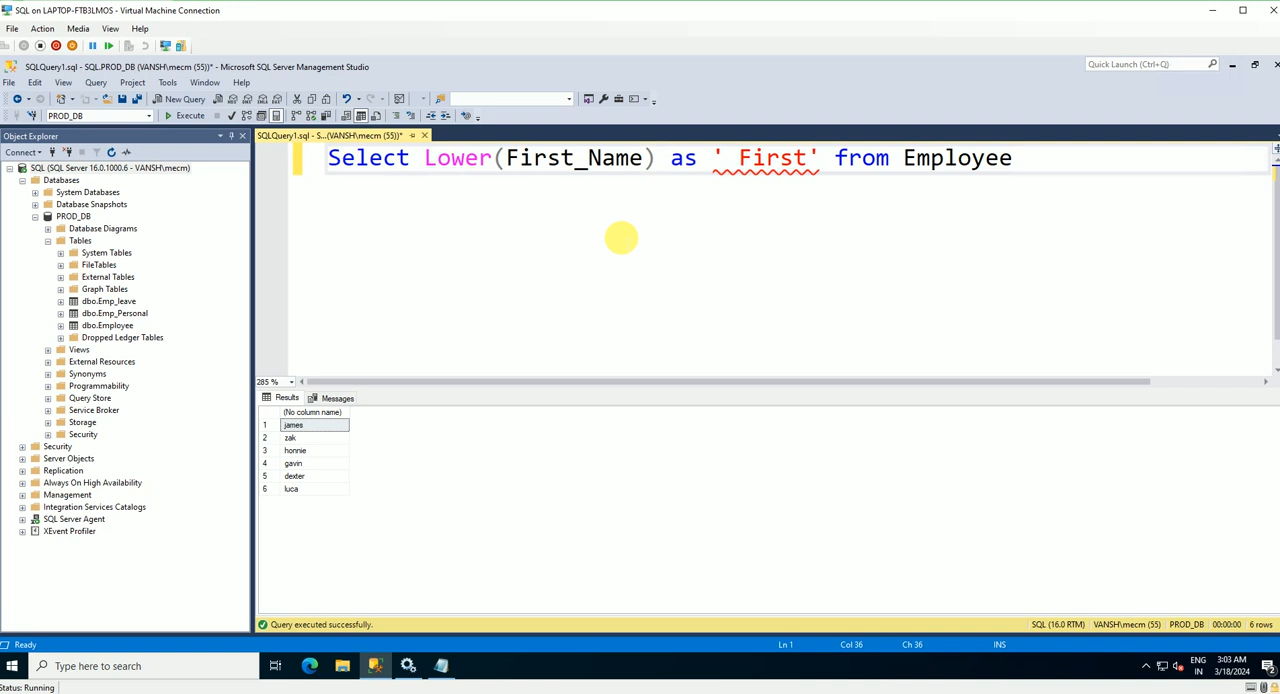 SQL on LAPTOP-FTB3LMOS - Virtual Machine Connection
File Action Media View Help
SQLQuery1.sql - SQL.PROD_DB (VANSH\mecm (55))* - Microsoft SQL Server Management Studio
Quick Launch (Ctrl+Q)
File Edit View Query Project Tools Window Help
New Query
PROD_DB
Execute
Object Explorer
SQLQuery1.sql - S...(VANSH\mecm (55))*
Connect
Select Lower(First_Name) as ' First' from Employee
SQL (SQL Server 16.0.1000.6 - VANSH\mecm)
Databases
System Databases
Database Snapshots
PROD_DB
Database Diagrams
Tables
System Tables
FileTables
External Tables
Graph Tables
dbo.Emp_leave
dbo.Emp_Personal
dbo.Employee
Dropped Ledger Tables
Views
External Resources
Synonyms
Programmability
Query Store
Service Broker
Storage
Security
Security
Server Objects
Replication
Always On High Availability
Management
Integration Services Catalogs
SQL Server Agent
XEvent Profiler
285 %
Results Messages
(No column name)
1 james
2 zak
3 honnie
4 gavin
5 dexter
6 luca
Query executed successfully.
SQL (16.0 RTM) VANSH\mecm (55) PROD_DB 00:00:00 6 rows
Ready
Ln 1 Col 36 Ch 36 INS
Type here to search
ENG
IN
3:03 AM
3/18/2024
2
Status: Running